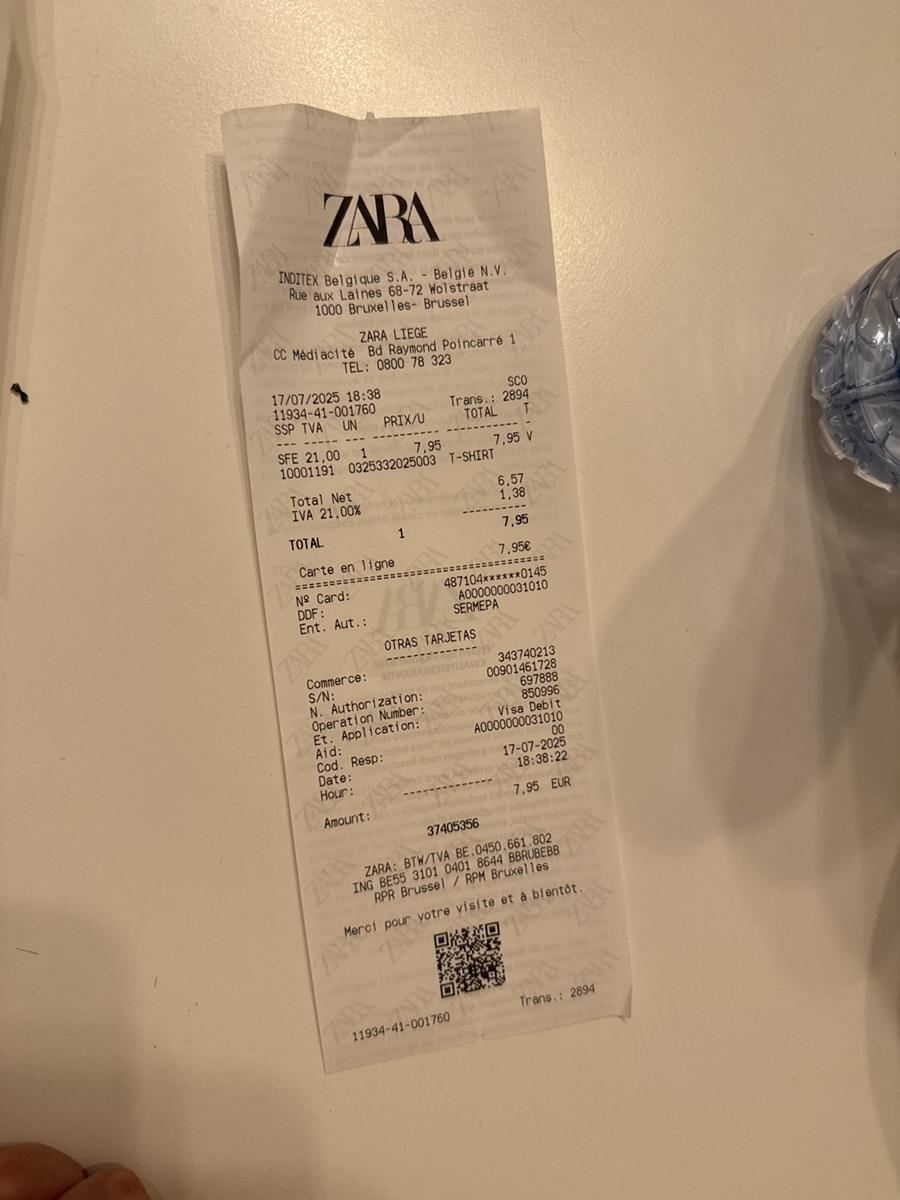 ZARA
INDITEX Belgique S.A. - België N.V.
Rue aux Laines 68-72 Wolstraat
1000 Bruxelles- Brussel
ZARA LIEGE
CC Médiacité Bd Raymond Poincarré 1
TEL: 0800 78 323
17/07/2025 18:38 SCO
11934-41-001760 Trans.: 2894
SSP TVA UN PRIX/U TOTAL T
--- ----- --- ---------- ----------- -
SFE 21,00 1 7,95 7,95 V
10001191 0325332025003 T-SHIRT
Total Net 6,57
IVA 21,00% 1,38
----------
TOTAL 1 7,95
Carte en ligne 7,95€
========================================
Nº Card: 487104******0145
DDF: A0000000031010
Ent. Aut.: SERMEPA
OTRAS TARJETAS
--------------
Commerce: 343740213
S/N: 00901461728
N. Authorization: 697888
Operation Number: 850996
Et. Application: Visa Debit
Aid: A0000000031010
Cod. Resp: 00
Date: 17-07-2025
Hour: 18:38:22
--------------
Amount: 7,95 EUR
37405356
ZARA: BTW/TVA BE.0450.661.802
ING BE55 3101 0401 8644 BBRUBEBB
RPR Brussel / RPM Bruxelles
Merci pour votre visite et à bientôt.
11934-41-001760 Trans.: 2894